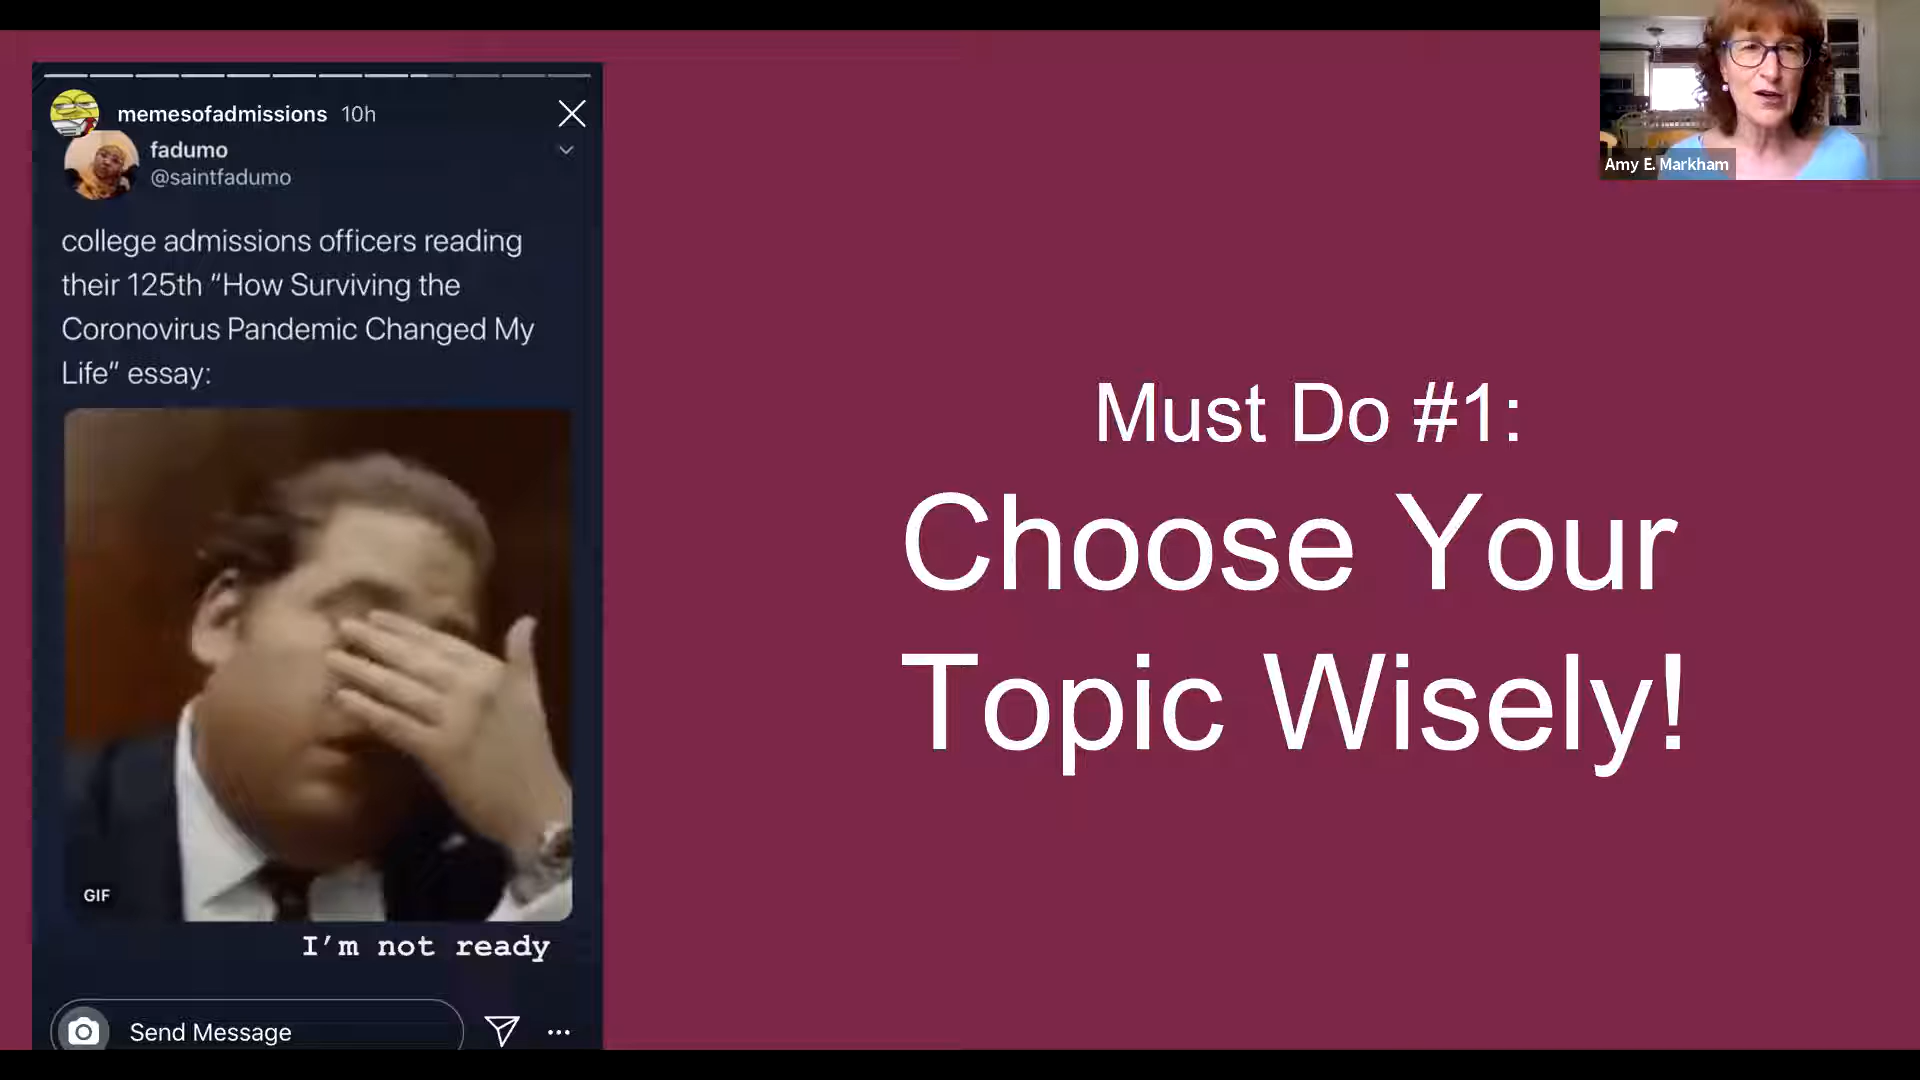 memesofadmissions 10h
fadumo
@saintfadumo
college admissions officers reading
their 125th “How Surviving the
Coronovirus Pandemic Changed My
Life” essay:
GIF
I’m not ready
Send Message
Must Do #1:
Choose Your
Topic Wisely!
Amy E. Markham